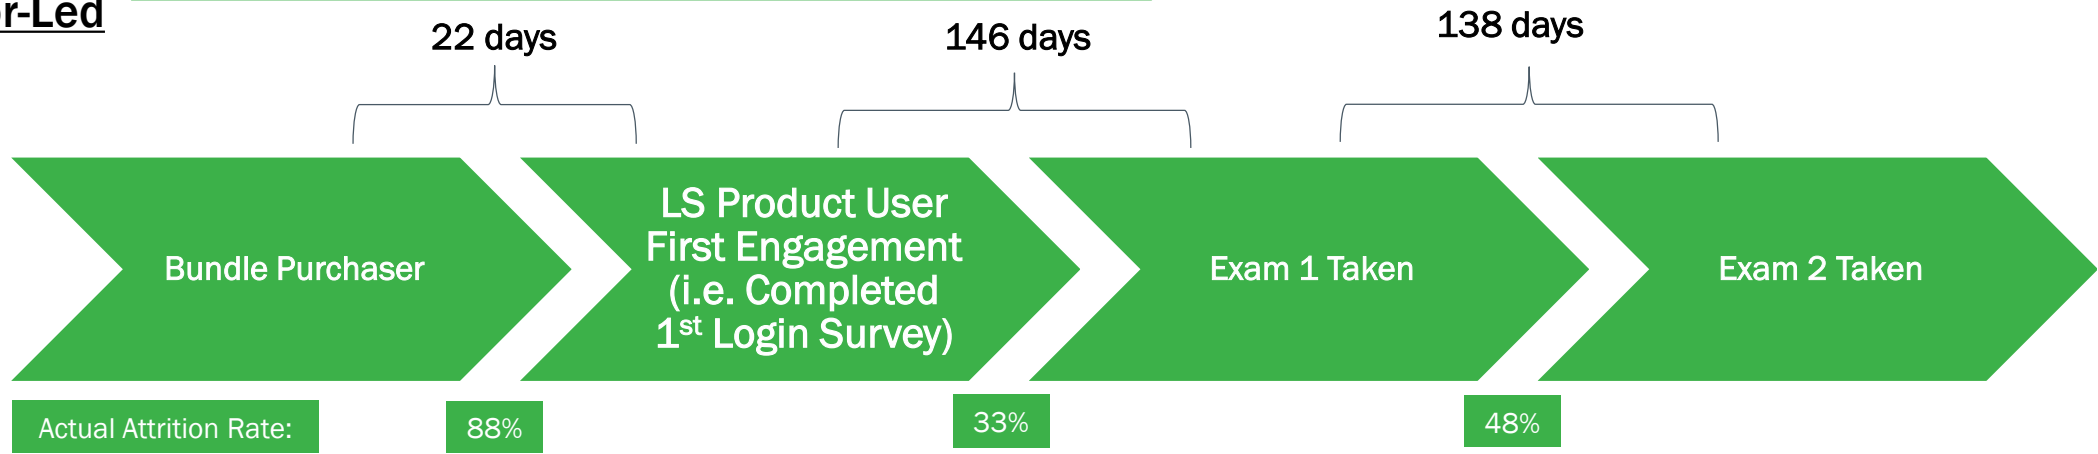 or-Led
22 days
146 days
138 days
Bundle Purchaser
LS Product User
First Engagement
(i.e. Completed
1st Login Survey)
Exam 1 Taken
Exam 2 Taken
Actual Attrition Rate:
88%
33%
48%